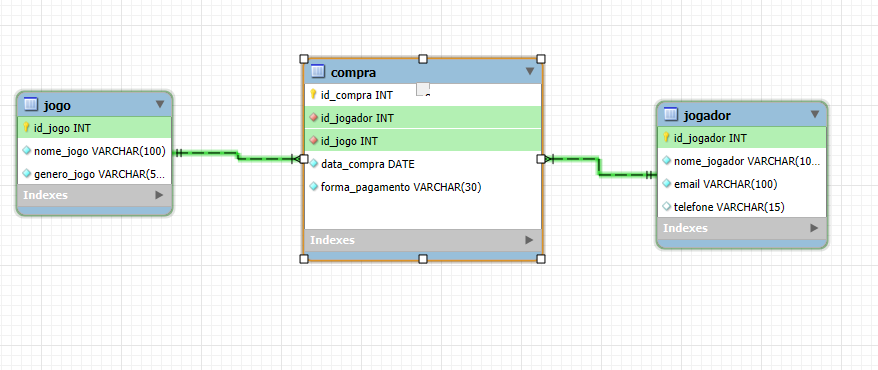 jogo
id_jogo INT
nome_jogo VARCHAR(100)
genero_jogo VARCHAR(5...
Indexes
compra
id_compra INT
id_jogador INT
id_jogo INT
data_compra DATE
forma_pagamento VARCHAR(30)
Indexes
jogador
id_jogador INT
nome_jogador VARCHAR(10...
email VARCHAR(100)
telefone VARCHAR(15)
Indexes